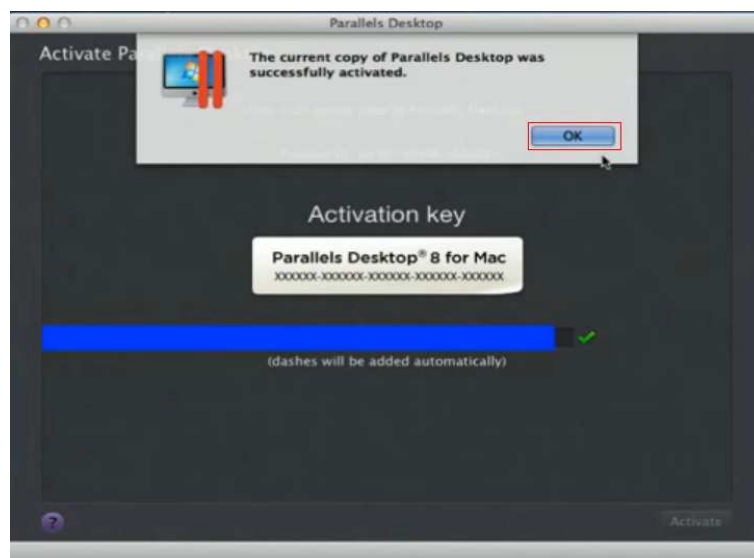 Parallels Desktop
Activate Pa
The current copy of Parallels Desktop was
successfully activated.
OK
Activation key
Parallels Desktop® 8 for Mac
XXXXXX-XXXXXX-XXXXXX-XXXXXX-XXXXXX
(dashes will be added automatically)
?
Activate